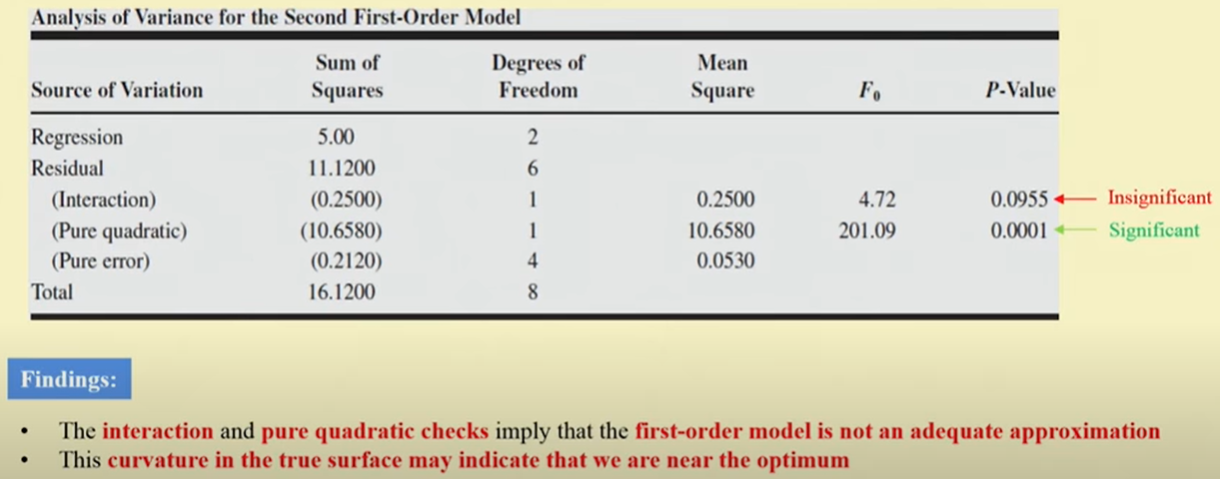 Analysis of Variance for the Second First-Order Model
Source of Variation Sum of Squares Degrees of Freedom Mean Square F0 P-Value
Regression 5.00 2
Residual 11.1200 6
(Interaction) (0.2500) 1 0.2500 4.72 0.0955 Insignificant
(Pure quadratic) (10.6580) 1 10.6580 201.09 0.0001 Significant
(Pure error) (0.2120) 4 0.0530
Total 16.1200 8
Findings:
• The interaction and pure quadratic checks imply that the first-order model is not an adequate approximation
• This curvature in the true surface may indicate that we are near the optimum